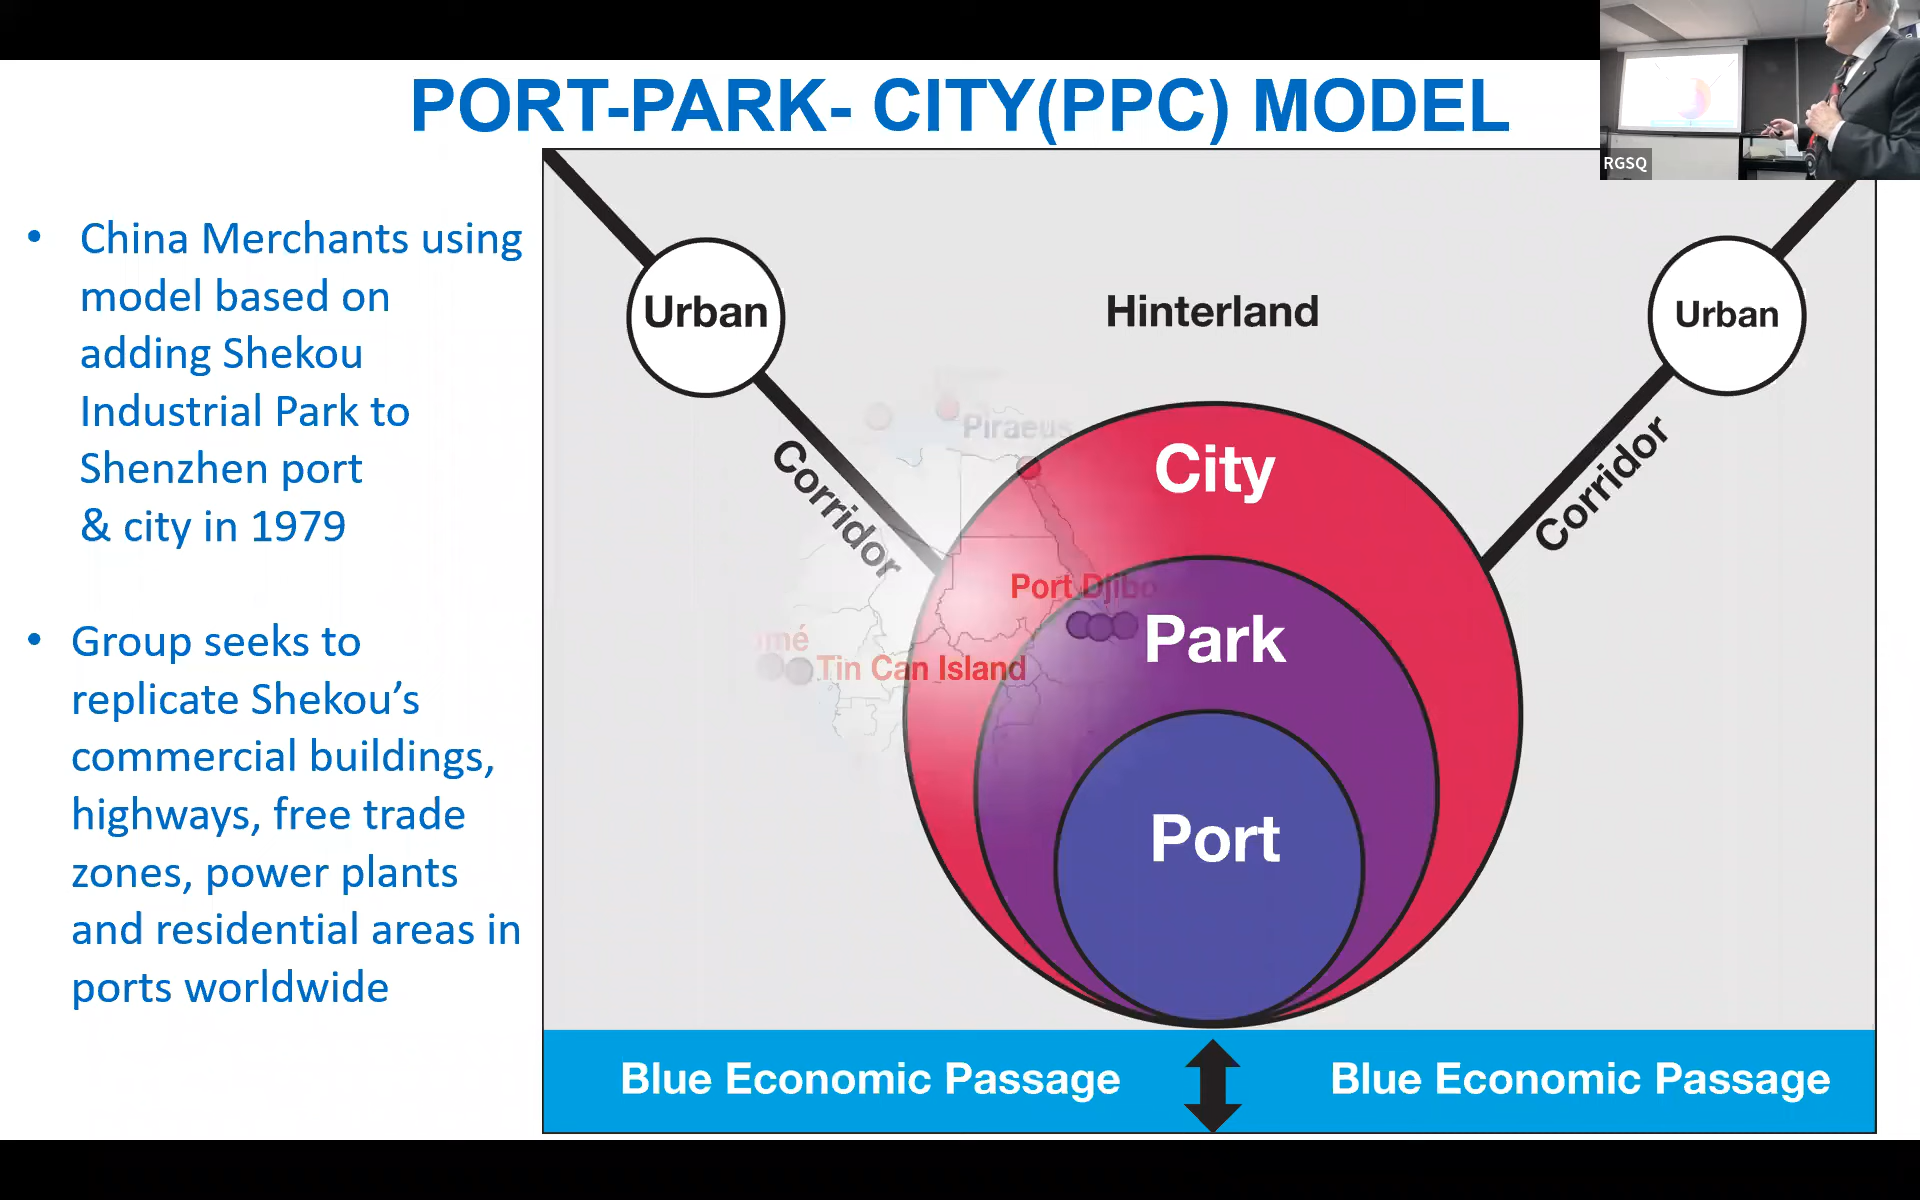 PORT-PARK- CITY(PPC) MODEL
RGSQ
• China Merchants using
model based on
adding Shekou
Industrial Park to
Shenzhen port
& city in 1979
• Group seeks to
replicate Shekou’s
commercial buildings,
highways, free trade
zones, power plants
and residential areas in
ports worldwide
Urban
Hinterland
Urban
Corridor
Piraeus
City
Corridor
Port Djibo
Park
mé
Tin Can Island
Port
Blue Economic Passage
Blue Economic Passage